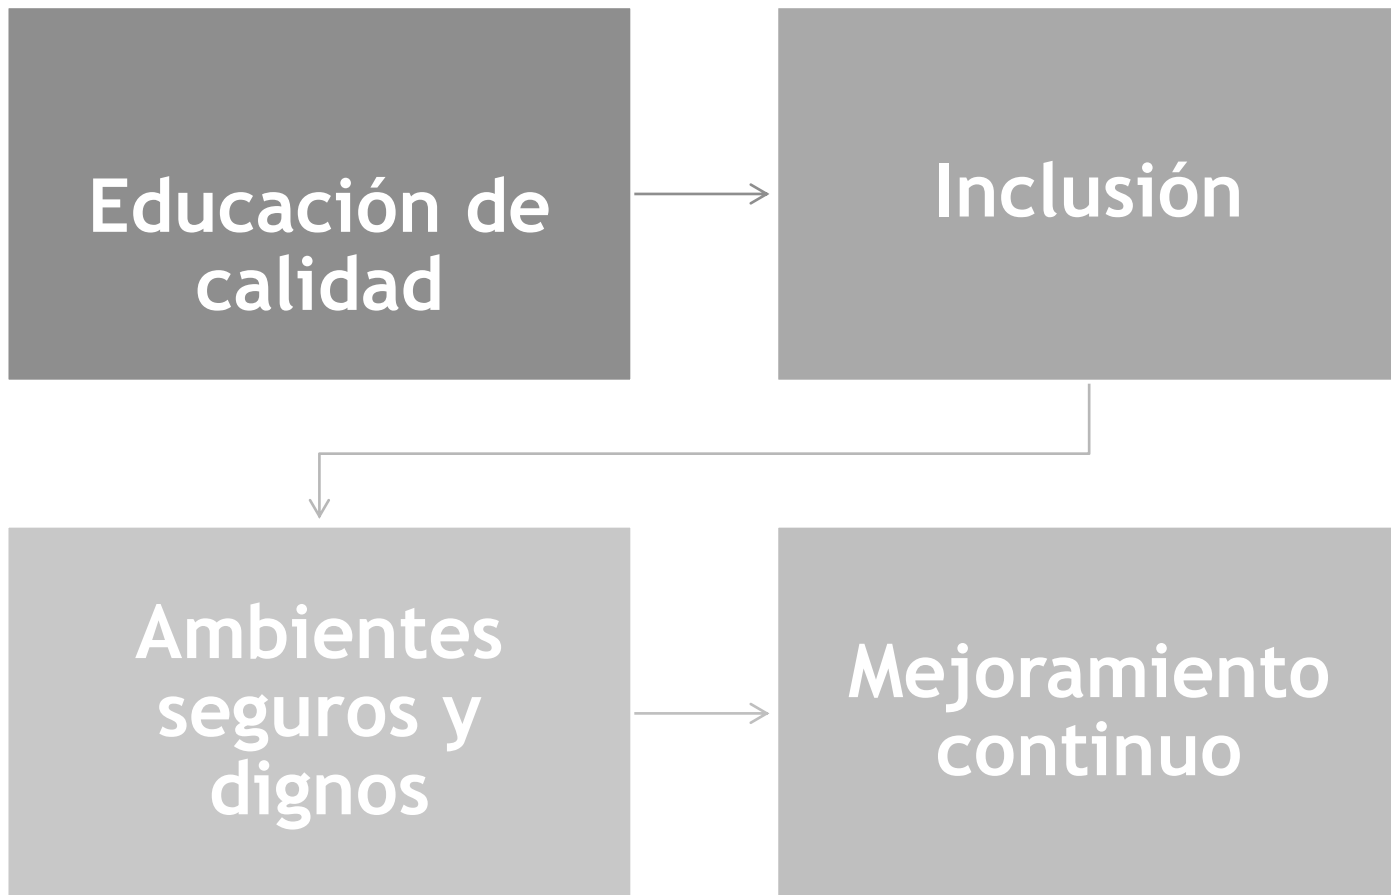 Educación de
calidad
Inclusión
Ambientes
seguros y
dignos
Mejoramiento
continuo